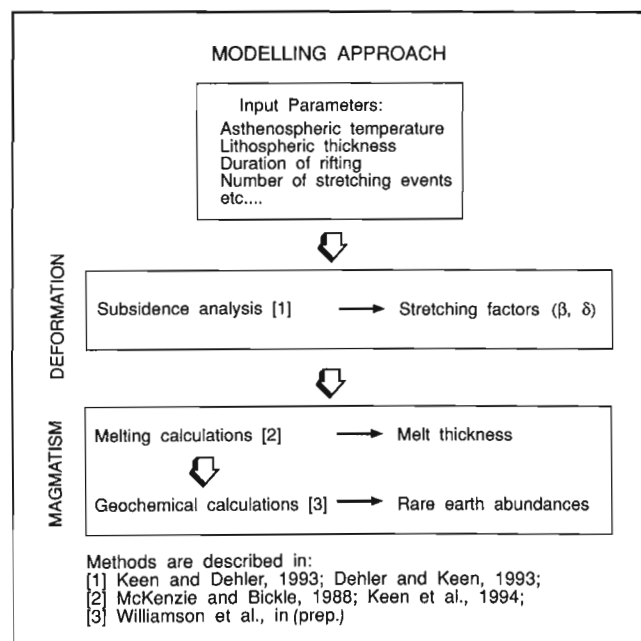 MODELLING APPROACH
Input Parameters:
Asthenospheric temperature
Lithospheric thickness
Duration of rifting
Number of stretching events
etc....
DEFORMATION
Subsidence analysis [1]
Stretching factors (β, δ)
MAGMATISM
Melting calculations [2]
Melt thickness
Geochemical calculations [3]
Rare earth abundances
Methods are described in:
[1] Keen and Dehler, 1993; Dehler and Keen, 1993;
[2] McKenzie and Bickle, 1988; Keen et al., 1994;
[3] Williamson et al., in (prep.)